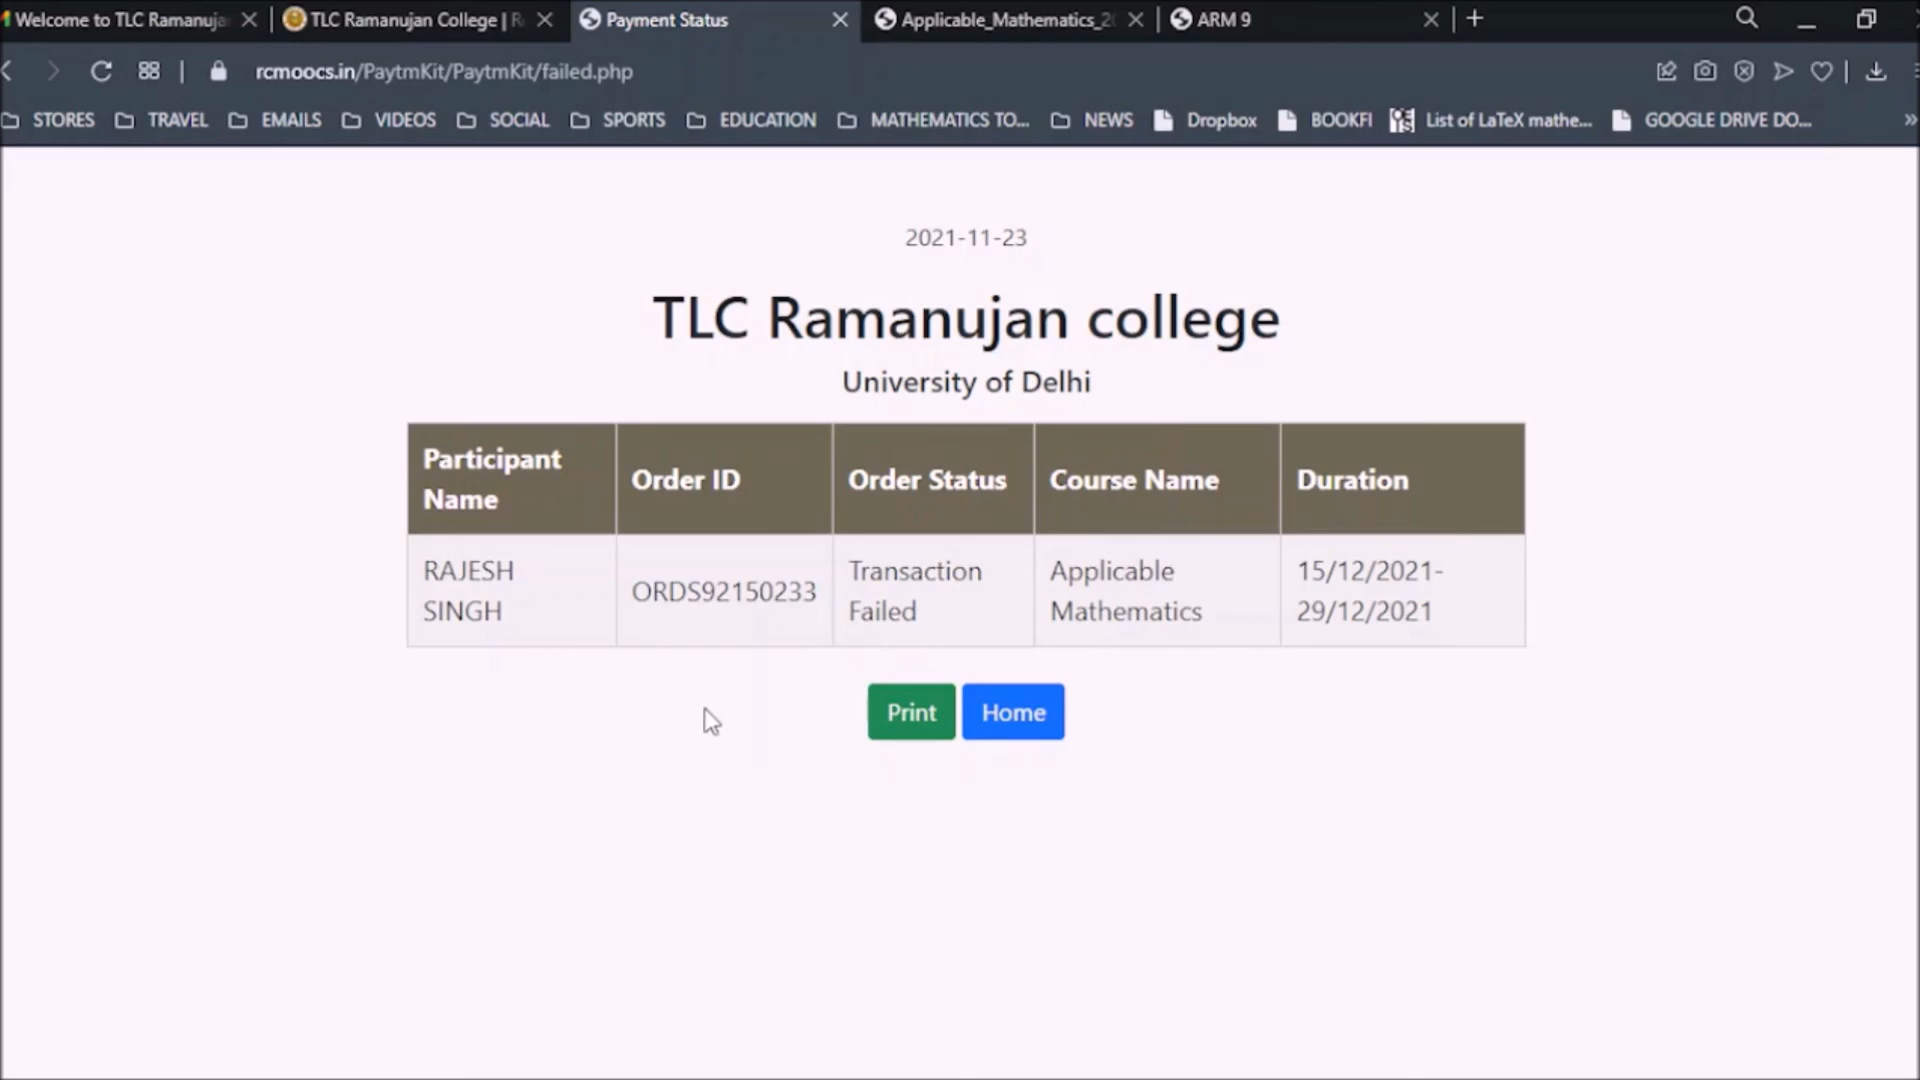 Welcome to TLC Ramanuja
TLC Ramanujan College | R
Payment Status
Applicable_Mathematics_2
ARM 9
rcmoocs.in/PaytmKit/PaytmKit/failed.php
STORES
TRAVEL
EMAILS
VIDEOS
SOCIAL
SPORTS
EDUCATION
MATHEMATICS TO...
NEWS
Dropbox
BOOKFI
List of LaTeX mathe...
GOOGLE DRIVE DO...
2021-11-23
TLC Ramanujan college
University of Delhi
Participant
Name
Order ID
Order Status
Course Name
Duration
RAJESH
SINGH
ORDS92150233
Transaction
Failed
Applicable
Mathematics
15/12/2021-
29/12/2021
Print
Home